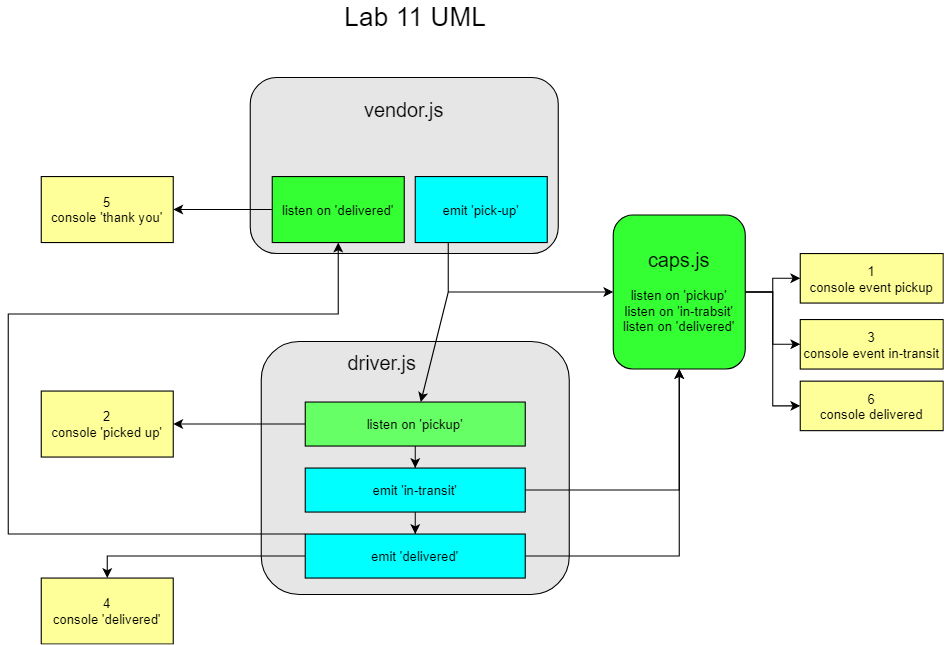 Lab 11 UML
vendor.js
5
console 'thank you'
listen on 'delivered'
emit 'pick-up'
caps.js
listen on 'pickup'
listen on 'in-trabsit'
listen on 'delivered'
1
console event pickup
3
console event in-transit
6
console delivered
driver.js
2
console 'picked up'
listen on 'pickup'
emit 'in-transit'
emit 'delivered'
4
console 'delivered'